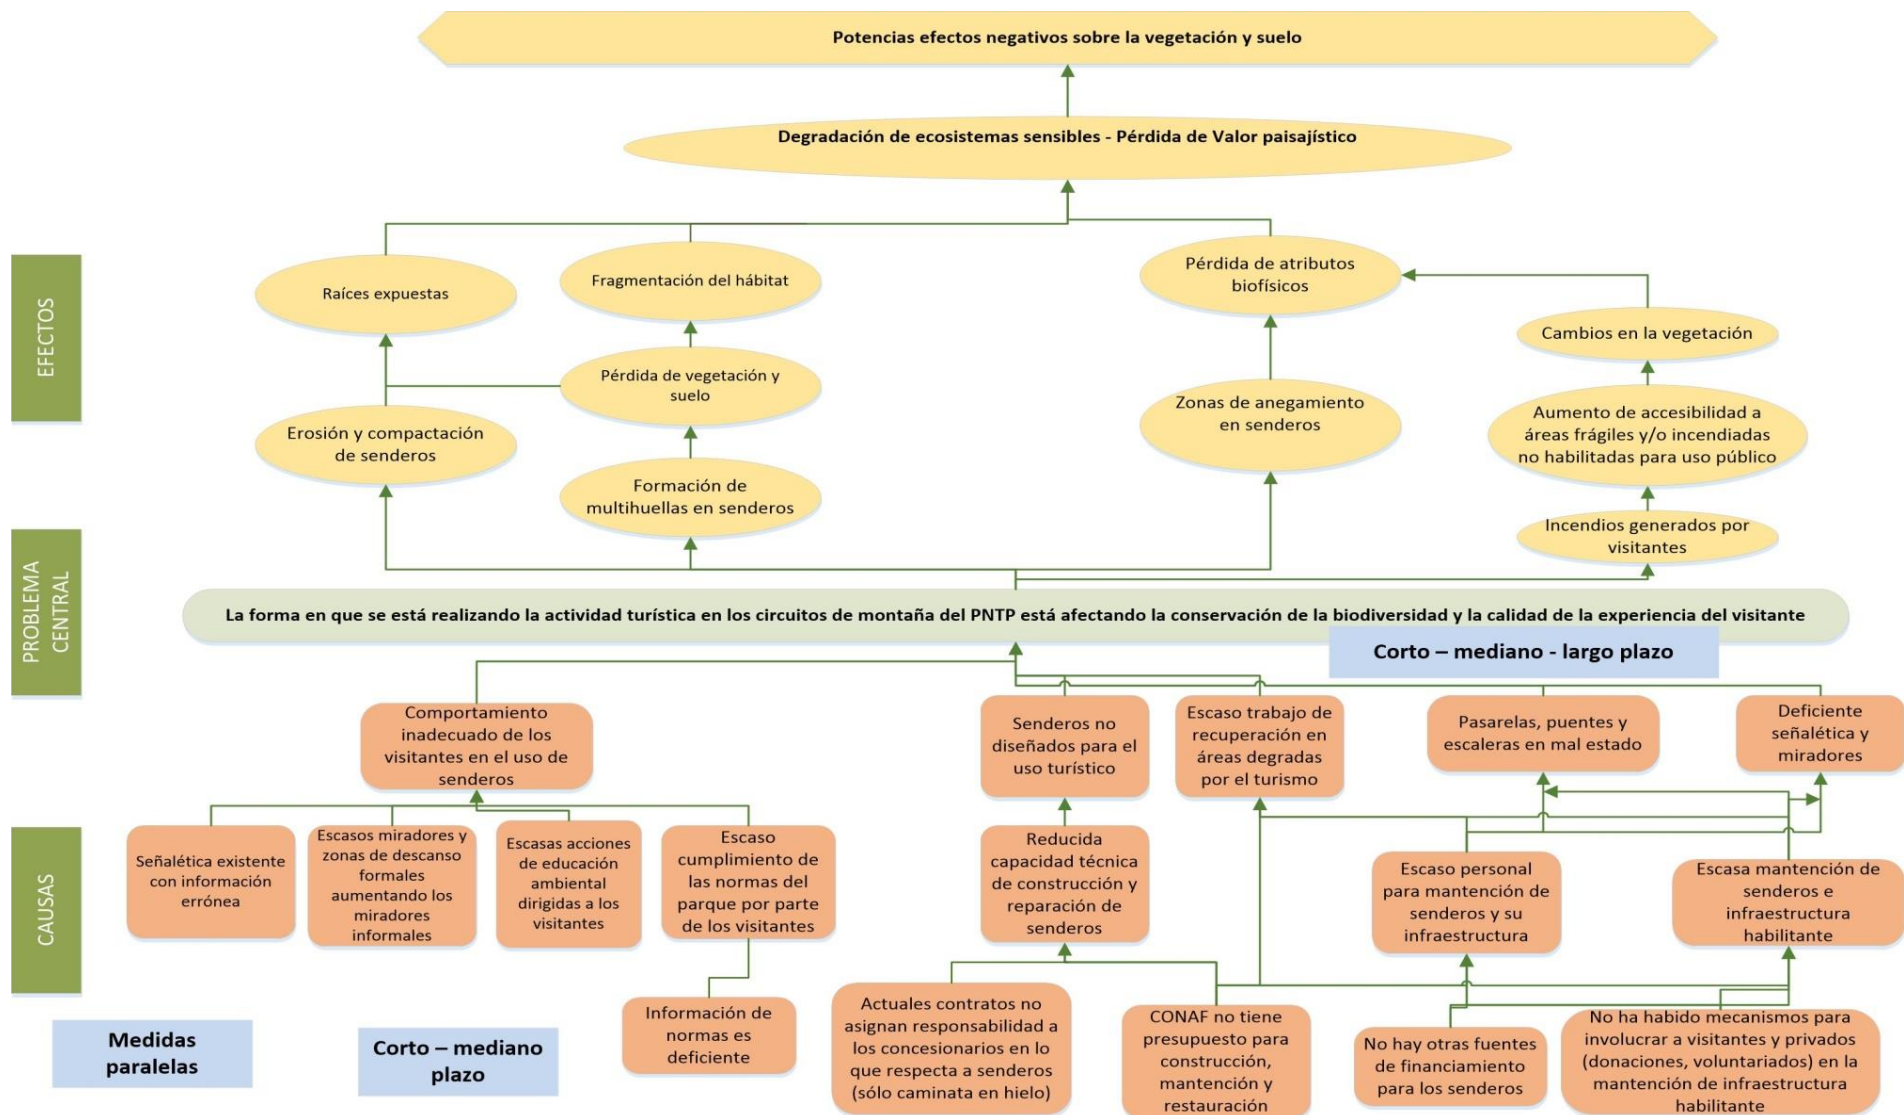 Potencias efectos negativos sobre la vegetación y suelo
Degradación de ecosistemas sensibles - Pérdida de Valor paisajístico
EFECTOS
Raíces expuestas
Fragmentación del hábitat
Pérdida de atributos
biofísicos
Cambios en la vegetación
Pérdida de vegetación y
suelo
Erosión y compactación
de senderos
Zonas de anegamiento
en senderos
Aumento de accesibilidad a
áreas frágiles y/o incendiadas
no habilitadas para uso público
Formación de
multihuellas en senderos
Incendios generados por
visitantes
PROBLEMA
CENTRAL
La forma en que se está realizando la actividad turística en los circuitos de montaña del PNTP está afectando la conservación de la biodiversidad y la calidad de la experiencia del visitante
Corto – mediano - largo plazo
Comportamiento
inadecuado de los
visitantes en el uso de
senderos
Senderos no
diseñados para el
uso turístico
Escaso trabajo de
recuperación en
áreas degradas
por el turismo
Pasarelas, puentes y
escaleras en mal estado
Deficiente
señalética y
miradores
CAUSAS
Señalética existente
con información
errónea
Escasos miradores y
zonas de descanso
formales
aumentando los
miradores
informales
Escasas acciones
de educación
ambiental
dirigidas a los
visitantes
Escaso
cumplimiento de
las normas del
parque por parte
de los visitantes
Reducida
capacidad técnica
de construcción y
reparación de
senderos
Escaso personal
para mantención de
senderos y su
infraestructura
Escasa mantención de
senderos e
infraestructura
habilitante
Medidas
paralelas
Corto – mediano
plazo
Información de
normas es
deficiente
Actuales contratos no
asignan responsabilidad a
los concesionarios en lo
que respecta a senderos
(sólo caminata en hielo)
CONAF no tiene
presupuesto para
construcción,
mantención y
restauración
No hay otras fuentes
de financiamiento
para los senderos
No ha habido mecanismos para
involucrar a visitantes y privados
(donaciones, voluntariados) en la
mantención de infraestructura
habilitante